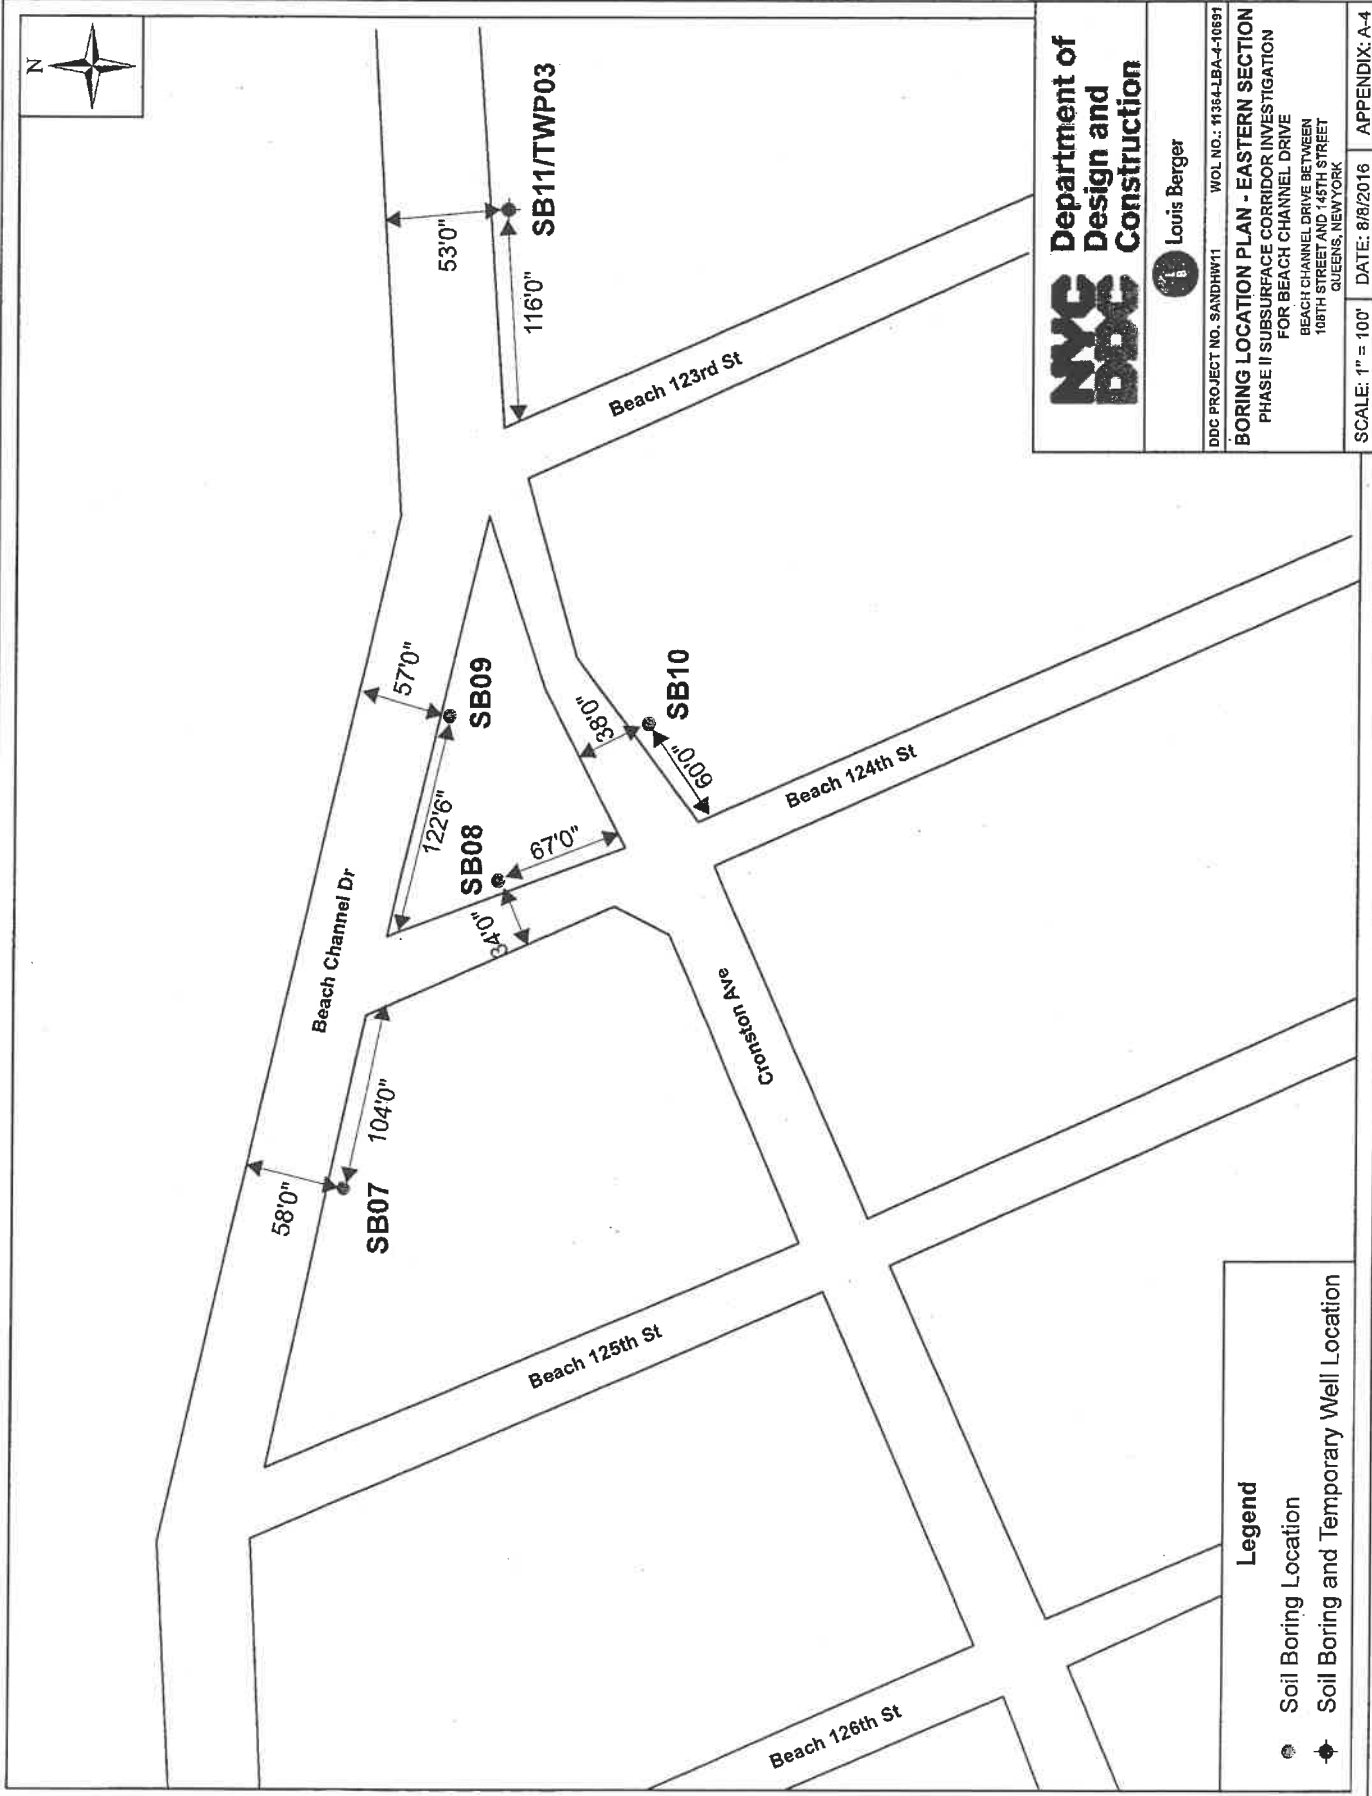 N
53'0"
SB11/TWP03
116'0"
Beach 123rd St
57'0"
SB09
122'6"
SB08
67'0"
34'0"
38'0"
SB10
60'0"
Beach 124th St
Beach Channel Dr
Cronston Ave
104'0"
58'0"
SB07
Beach 125th St
Beach 126th St
Legend
Soil Boring Location
Soil Boring and Temporary Well Location
NYC
DDC
Department of
Design and
Construction
LB
Louis Berger
DDC PROJECT NO. SANDHW11 WOL NO.: 11364-LBA-4-10691
BORING LOCATION PLAN - EASTERN SECTION
PHASE II SUBSURFACE CORRIDOR INVESTIGATION
FOR BEACH CHANNEL DRIVE
BEACH CHANNEL DRIVE BETWEEN
108TH STREET AND 145TH STREET
QUEENS, NEW YORK
SCALE: 1" = 100' DATE: 8/8/2016 APPENDIX: A-4